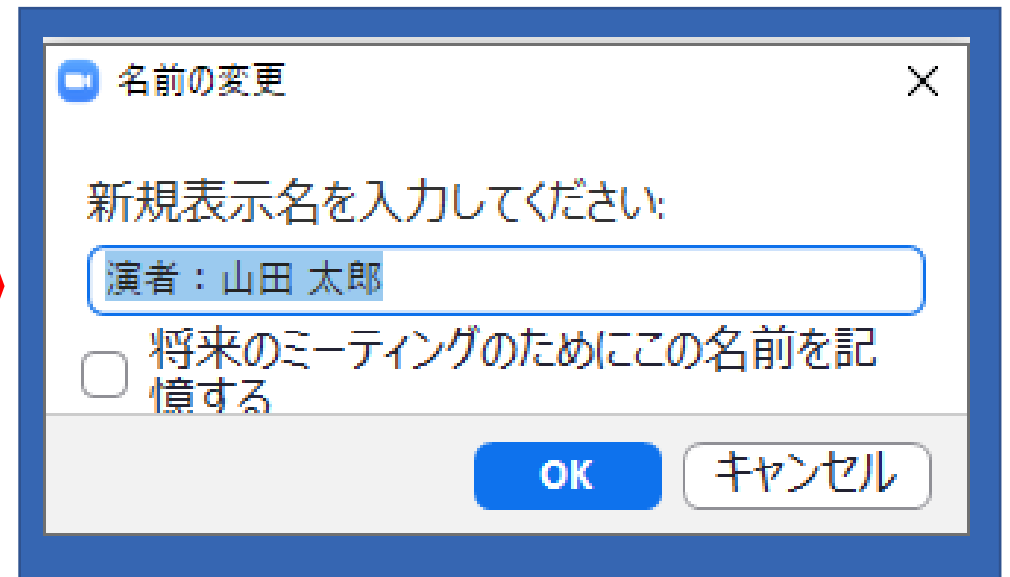 名前の変更
新規表示名を入力してください:
演者：山田 太郎
将来のミーティングのためにこの名前を記
憶する
OK
キャンセル